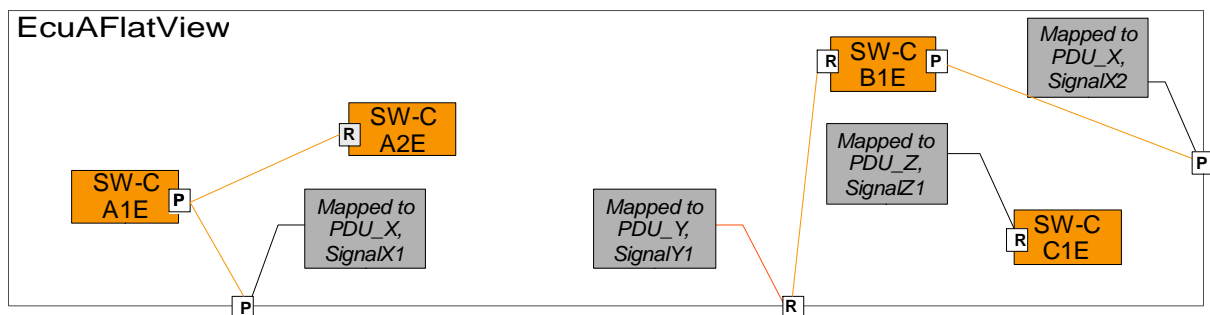 EcuAFlatView
SW-C
A1E
P
SW-C
A2E
R
Mapped to
PDU_X,
SignalX1
P
Mapped to
PDU_Y,
SignalY1
R
R
SW-C
B1E
P
Mapped to
PDU_X,
SignalX2
P
Mapped to
PDU_Z,
SignalZ1
R
SW-C
C1E